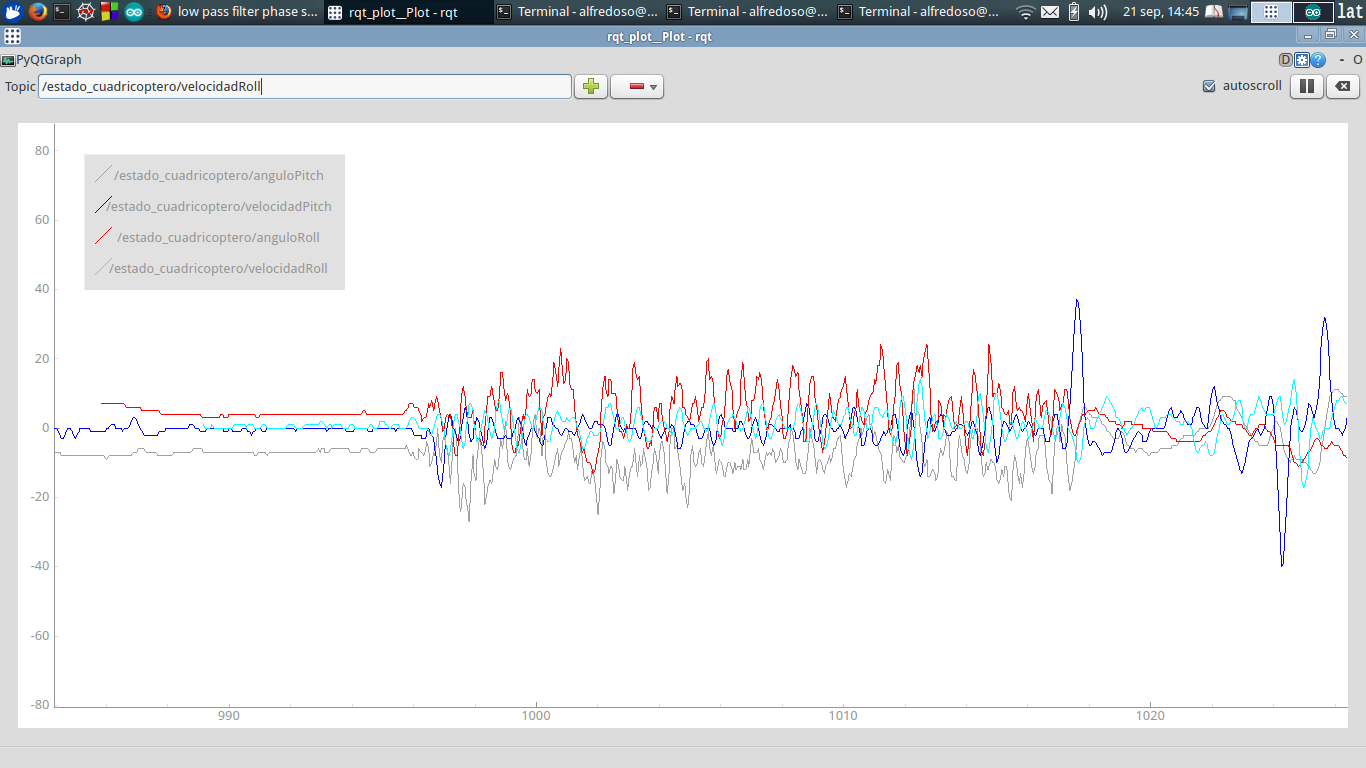 low pass filter phase s...
rqt_plot__Plot - rqt
Terminal - alfredoso@...
Terminal - alfredoso@...
Terminal - alfredoso@...
21 sep, 14:45
lat
rqt_plot__Plot - rqt
PyQtGraph
D
?
- O
Topic /estado_cuadricoptero/velocidadRoll
autoscroll
80
60
40
20
0
-20
-40
-60
-80
/estado_cuadricoptero/anguloPitch
/estado_cuadricoptero/velocidadPitch
/estado_cuadricoptero/anguloRoll
/estado_cuadricoptero/velocidadRoll
990
1000
1010
1020